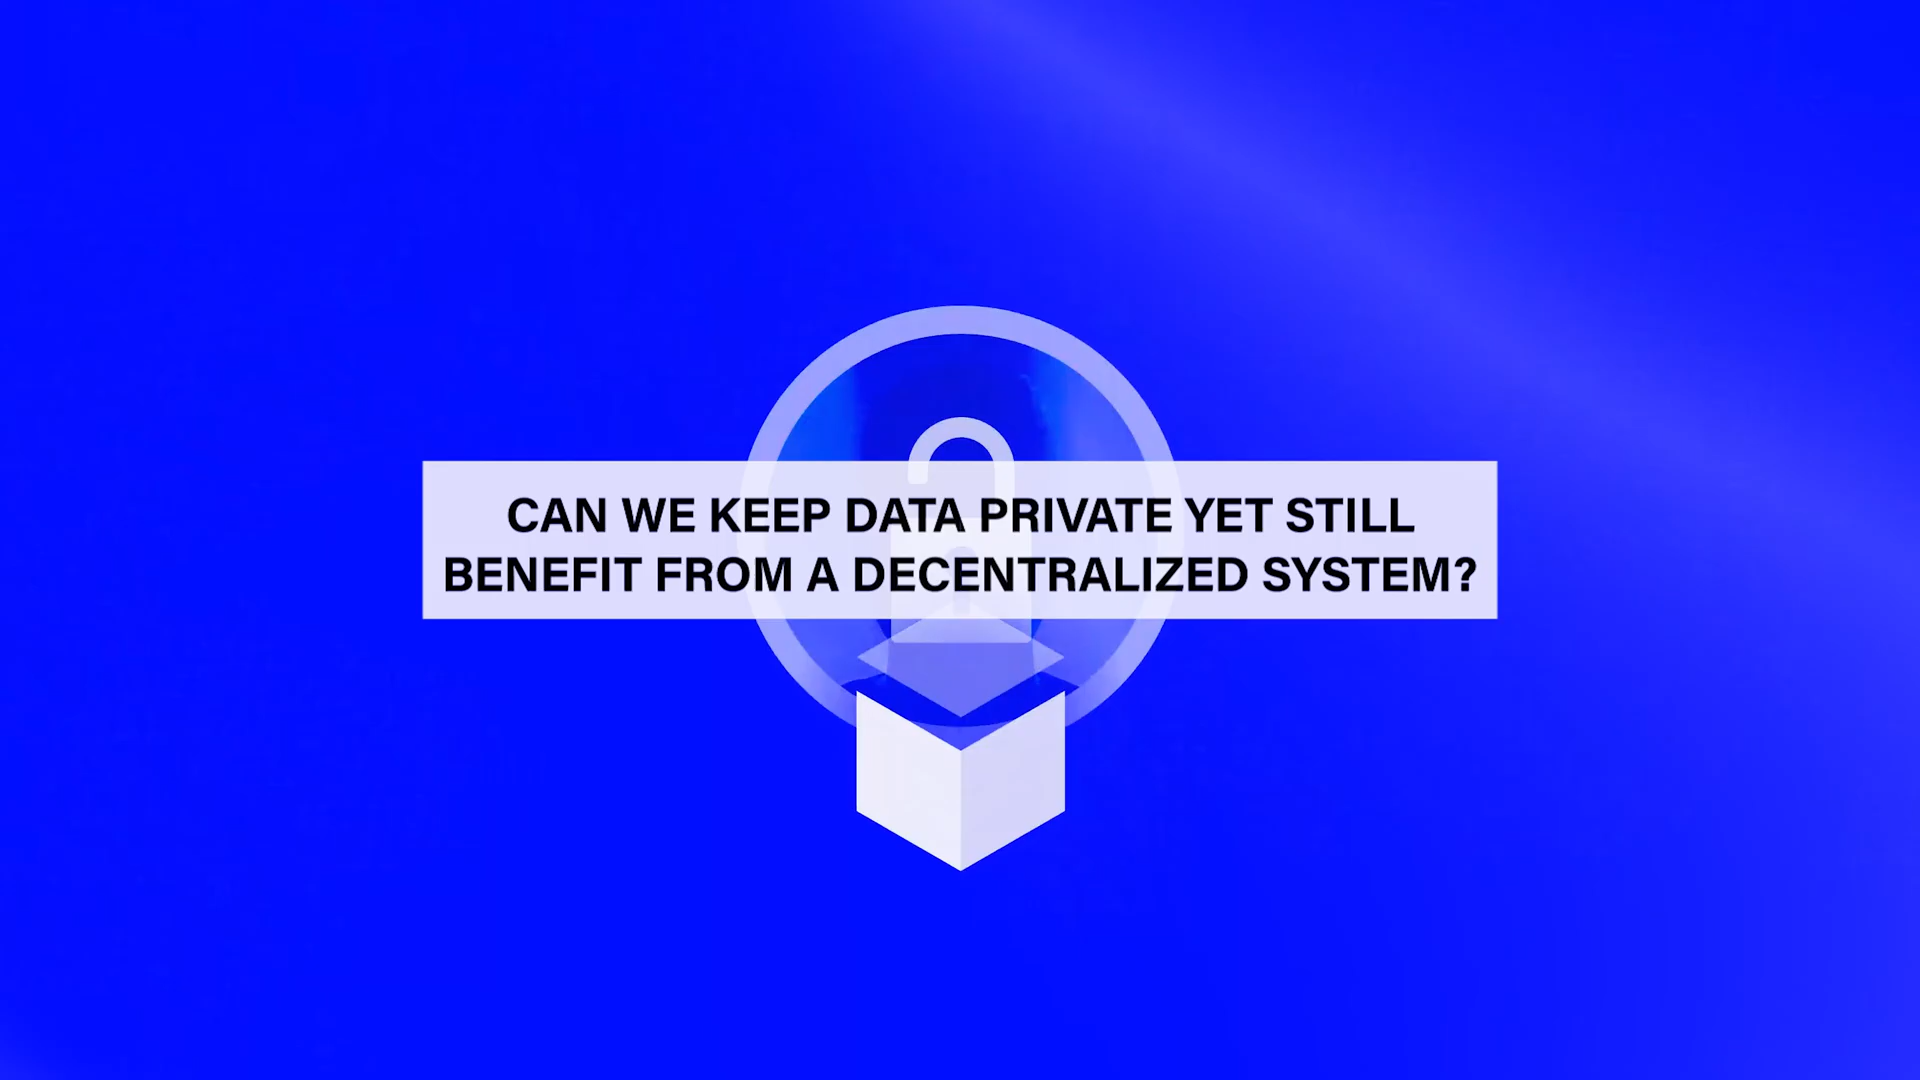 CAN WE KEEP DATA PRIVATE YET STILL
BENEFIT FROM A DECENTRALIZED SYSTEM?